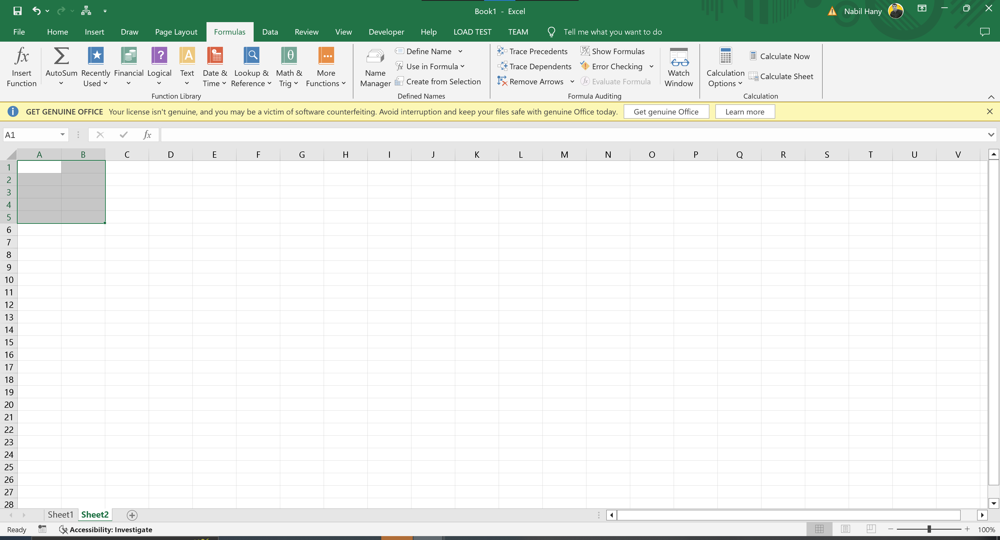 Book1 - Excel
Nabil Hany
File Home Insert Draw Page Layout Formulas Data Review View Developer Help LOAD TEST TEAM Tell me what you want to do
Insert Function
AutoSum
Recently Used
Financial
Logical
Text
Date & Time
Lookup & Reference
Math & Trig
More Functions
Function Library
Name Manager
Define Name
Use in Formula
Create from Selection
Defined Names
Trace Precedents
Trace Dependents
Remove Arrows
Show Formulas
Error Checking
Evaluate Formula
Watch Window
Formula Auditing
Calculation Options
Calculate Now
Calculate Sheet
Calculation
GET GENUINE OFFICE Your license isn't genuine, and you may be a victim of software counterfeiting. Avoid interruption and keep your files safe with genuine Office today. Get genuine Office Learn more
A1
fx
A B C D E F G H I J K L M N O P Q R S T U V
1
2
3
4
5
6
7
8
9
10
11
12
13
14
15
16
17
18
19
20
21
22
23
24
25
26
27
28
Sheet1 Sheet2
Ready Accessibility: Investigate 100%